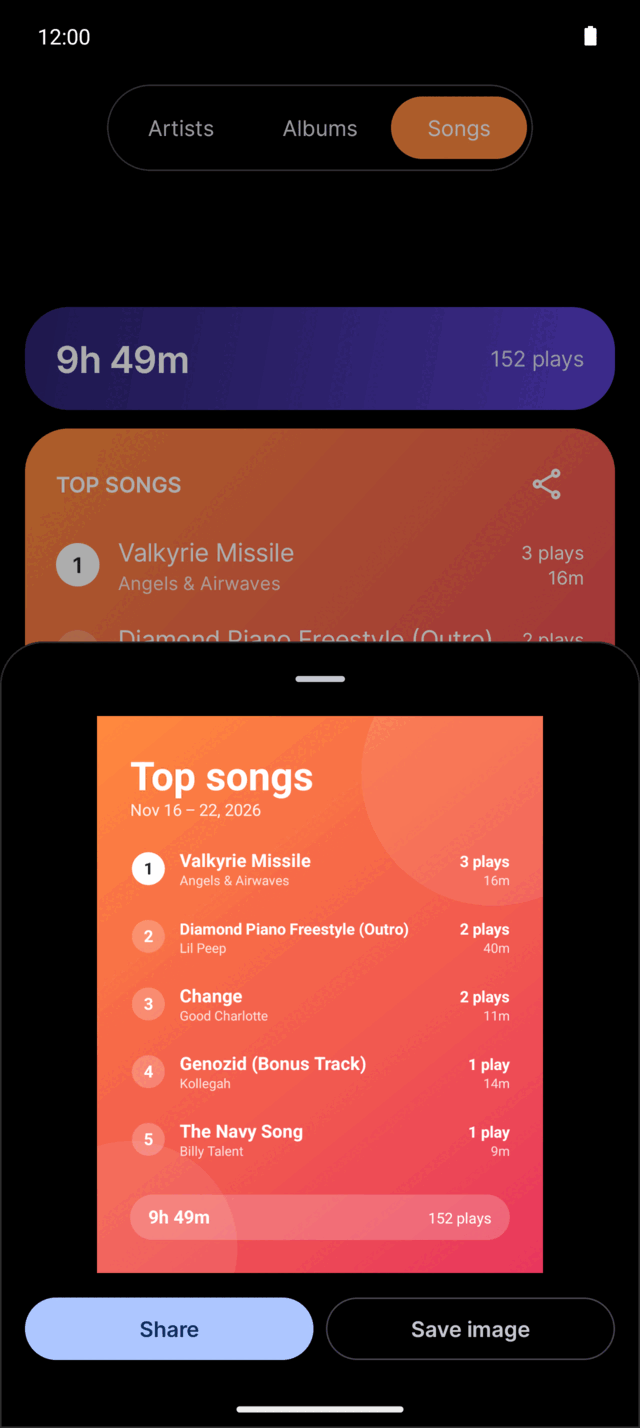 12:00
Artists Albums Songs
9h 49m 152 plays
TOP SONGS
1 Valkyrie Missile 3 plays
Angels & Airwaves 16m
Diamond Piano Freestyle (Outro) 2 plays
Top songs
Nov 16 – 22, 2026
1 Valkyrie Missile 3 plays
Angels & Airwaves 16m
2 Diamond Piano Freestyle (Outro) 2 plays
Lil Peep 40m
3 Change 2 plays
Good Charlotte 11m
4 Genozid (Bonus Track) 1 play
Kollegah 14m
5 The Navy Song 1 play
Billy Talent 9m
9h 49m 152 plays
Share Save image